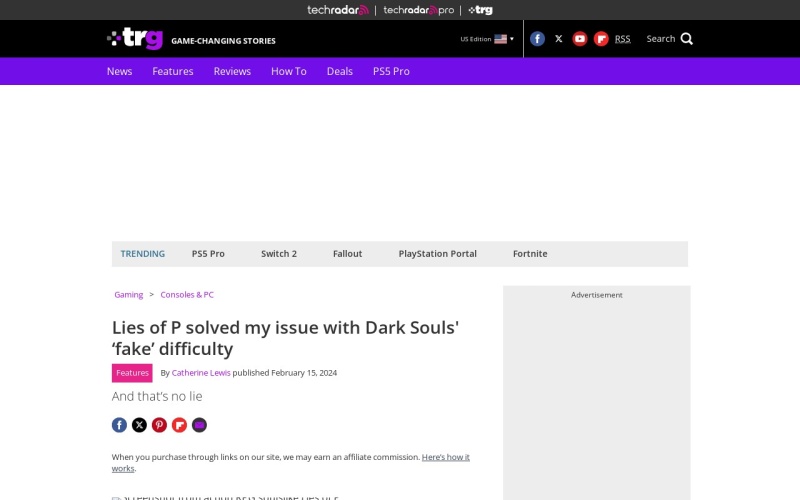 techradar | techradar pro | trg
trg GAME-CHANGING STORIES
US Edition
RSS
Search
News Features Reviews How To Deals PS5 Pro
TRENDING PS5 Pro Switch 2 Fallout PlayStation Portal Fortnite
Gaming > Consoles & PC
Advertisement
Lies of P solved my issue with Dark Souls'
‘fake’ difficulty
Features By Catherine Lewis published February 15, 2024
And that’s no lie
When you purchase through links on our site, we may earn an affiliate commission. Here’s how it
works.